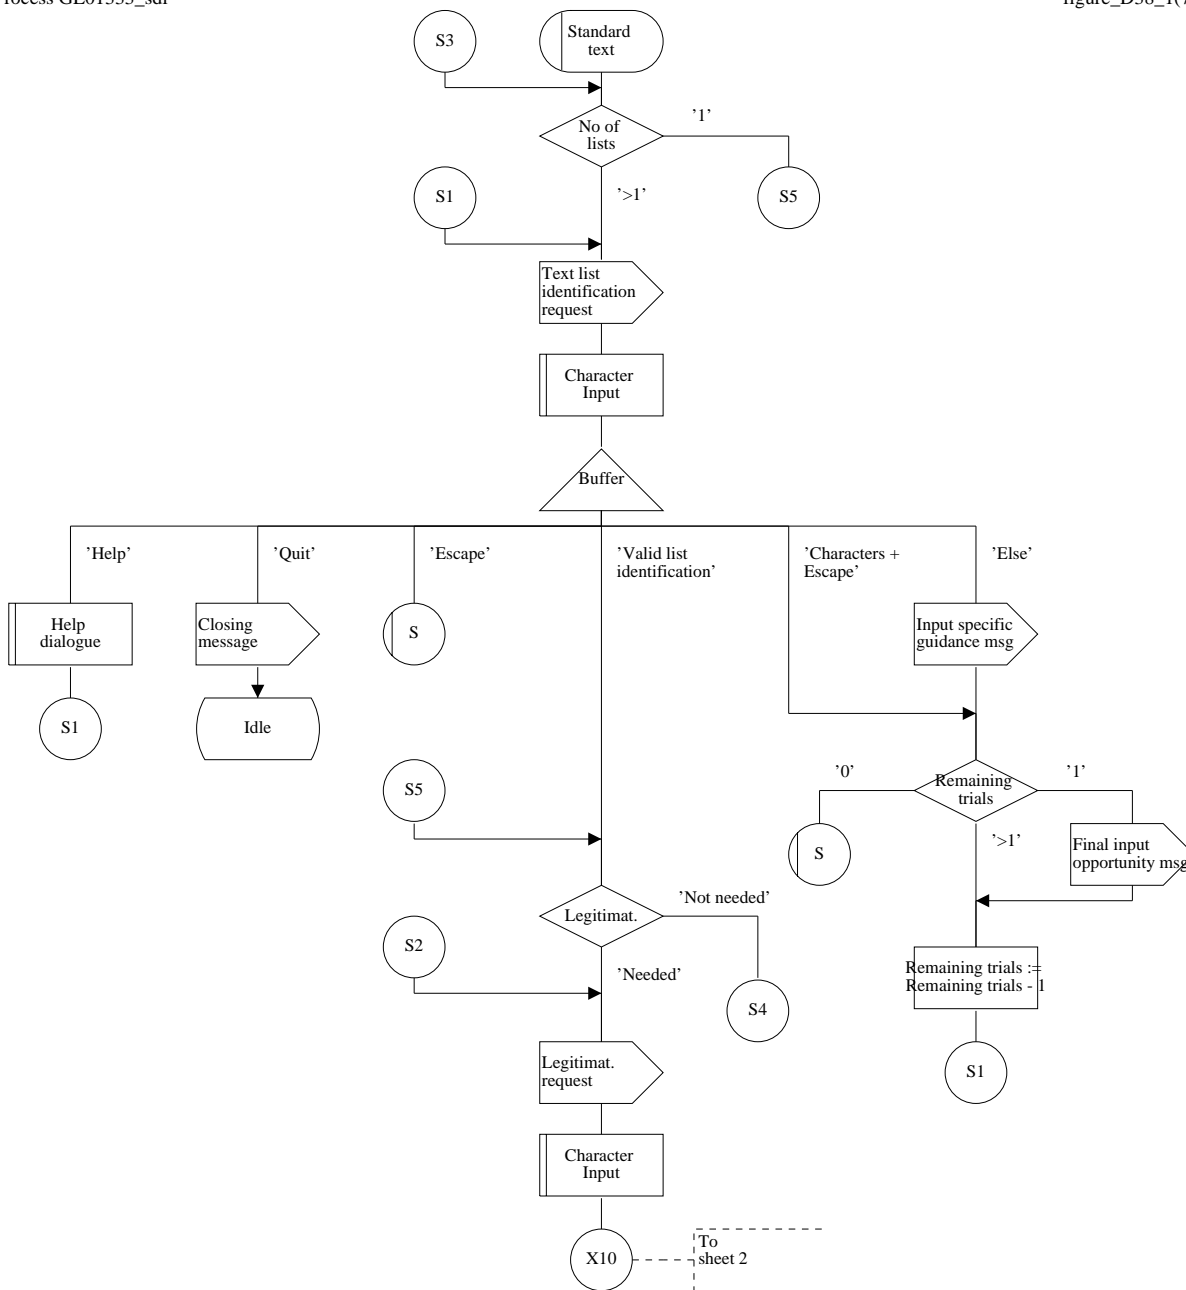 S3
Standard
text
No of
lists
’1’
S1
’>1’
S5
Text list
identification
request
Character
Input
Buffer
’Help’
’Quit’
’Escape’
’Valid list
identification’
’Characters +
Escape’
’Else’
Help
dialogue
Closing
message
S
Input specific
guidance msg
S1
Idle
’0’
Remaining
trials
’1’
S5
S
’>1’
Final input
opportunity msg
Legitimat.
’Not needed’
S2
’Needed’
Remaining trials :=
Remaining trials - 1
S4
Legitimat.
request
S1
Character
Input
X10
To
sheet 2